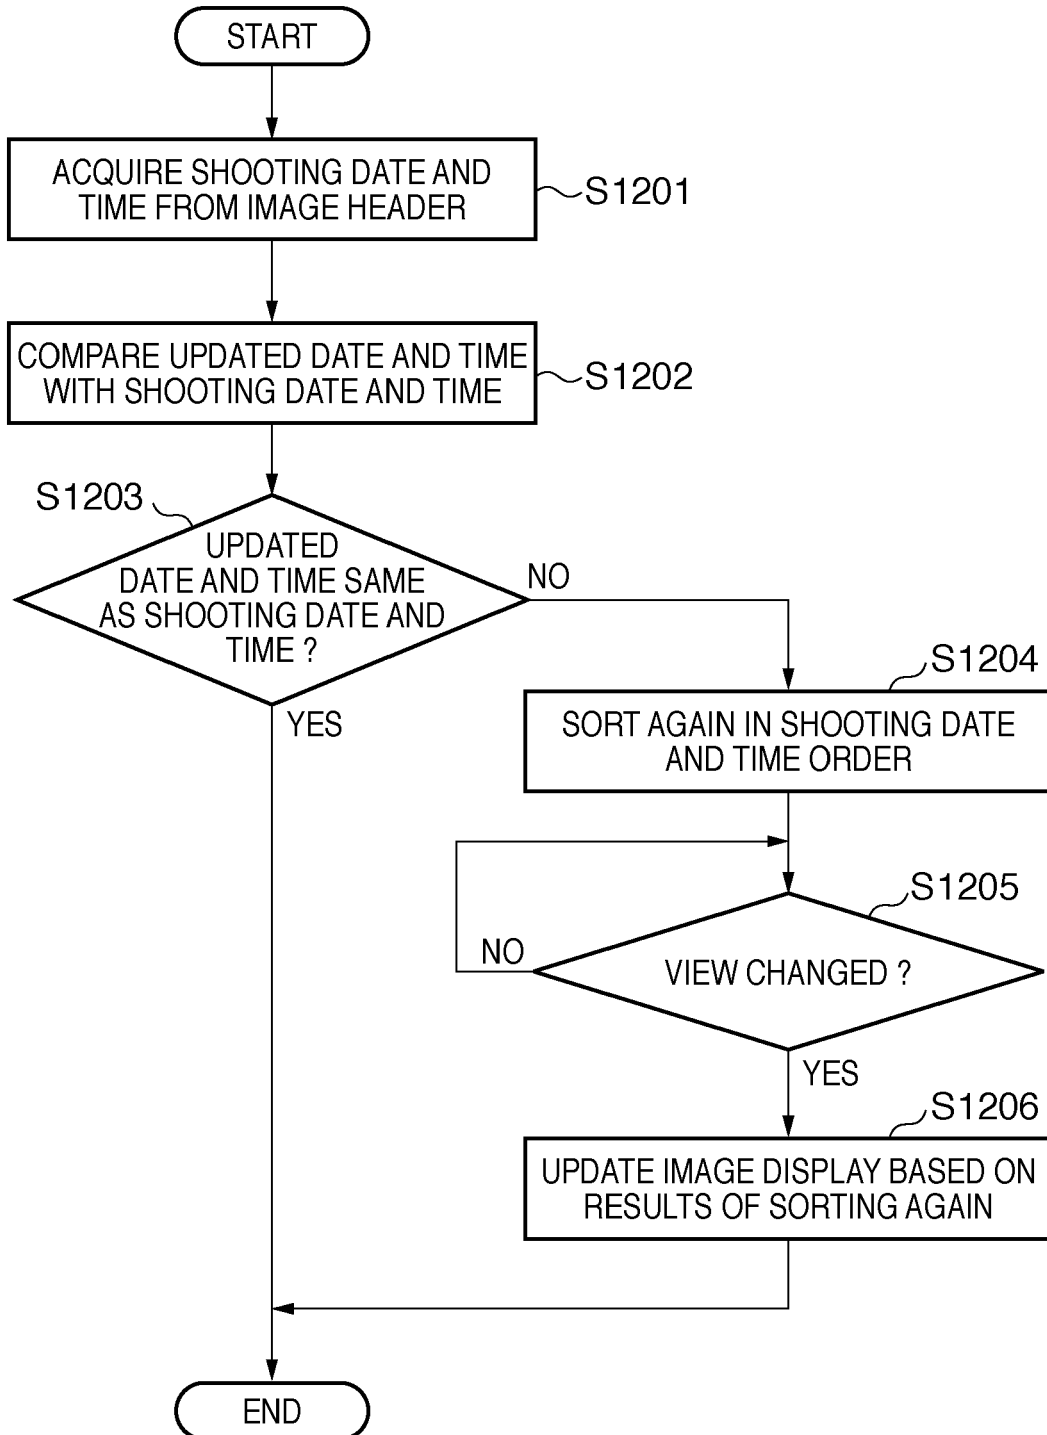 START
ACQUIRE SHOOTING DATE AND
TIME FROM IMAGE HEADER
S1201
COMPARE UPDATED DATE AND TIME
WITH SHOOTING DATE AND TIME
S1202
S1203
UPDATED
DATE AND TIME SAME
AS SHOOTING DATE AND
TIME ?
NO
YES
S1204
SORT AGAIN IN SHOOTING DATE
AND TIME ORDER
S1205
NO
VIEW CHANGED ?
YES
S1206
UPDATE IMAGE DISPLAY BASED ON
RESULTS OF SORTING AGAIN
END